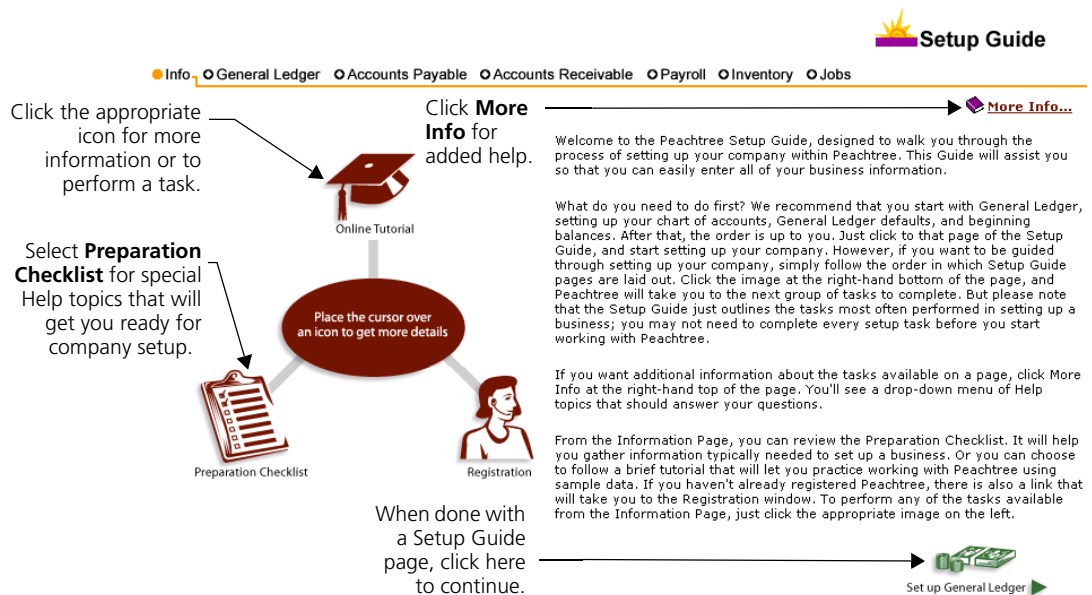 Setup Guide
Info General Ledger Accounts Payable Accounts Receivable Payroll Inventory Jobs
Click the appropriate
icon for more
information or to
perform a task.
Click More
Info for
added help.
More Info...
Online Tutorial
Select Preparation
Checklist for special
Help topics that will
get you ready for
company setup.
Place the cursor over
an icon to get more details
Preparation Checklist
Registration
Welcome to the Peachtree Setup Guide, designed to walk you through the
process of setting up your company within Peachtree. This Guide will assist you
so that you can easily enter all of your business information.
What do you need to do first? We recommend that you start with General Ledger,
setting up your chart of accounts, General Ledger defaults, and beginning
balances. After that, the order is up to you. Just click to that page of the Setup
Guide, and start setting up your company. However, if you want to be guided
through setting up your company, simply follow the order in which Setup Guide
pages are laid out. Click the image at the right-hand bottom of the page, and
Peachtree will take you to the next group of tasks to complete. But please note
that the Setup Guide just outlines the tasks most often performed in setting up a
business; you may not need to complete every setup task before you start
working with Peachtree.
If you want additional information about the tasks available on a page, click More
Info at the right-hand top of the page. You'll see a drop-down menu of Help
topics that should answer your questions.
From the Information Page, you can review the Preparation Checklist. It will help
you gather information typically needed to set up a business. Or you can choose
to follow a brief tutorial that will let you practice working with Peachtree using
sample data. If you haven't already registered Peachtree, there is also a link that
will take you to the Registration window. To perform any of the tasks available
from the Information Page, just click the appropriate image on the left.
When done with
a Setup Guide
page, click here
to continue.
Set up General Ledger